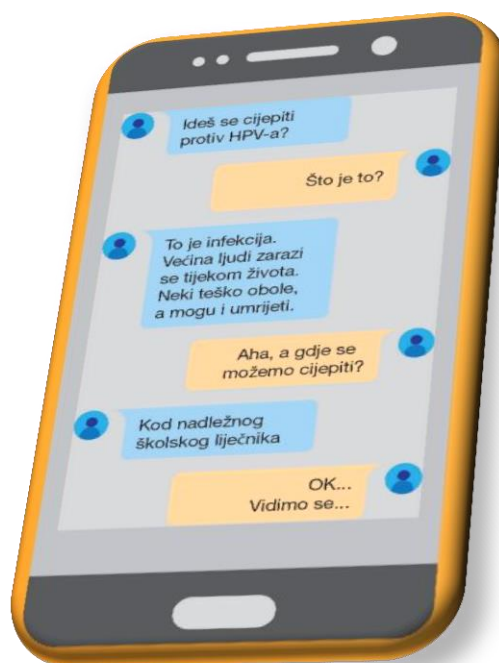 Ideš se cijepiti
protiv HPV-a?
Što je to?
To je infekcija.
Većina ljudi zarazi
se tijekom života.
Neki teško obole,
a mogu i umrijeti.
Aha, a gdje se
možemo cijepiti?
Kod nadležnog
školskog liječnika
OK...
Vidimo se...